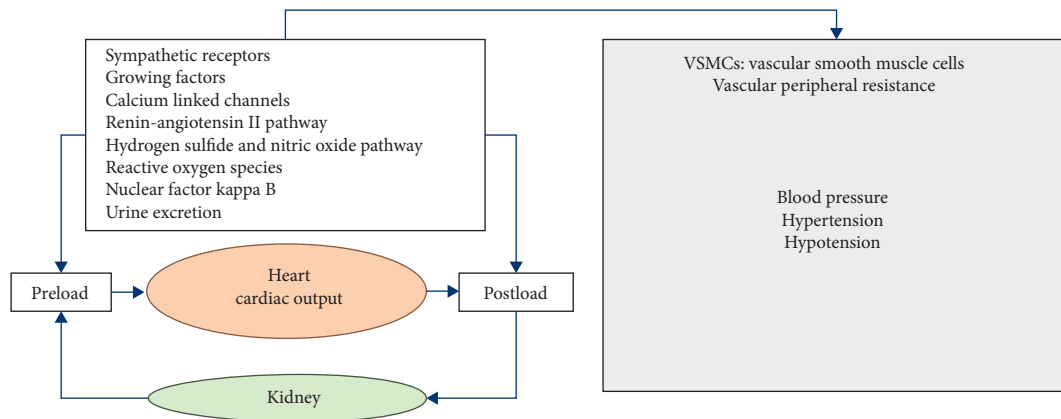 Sympathetic receptors
Growing factors
Calcium linked channels
Renin-angiotensin II pathway
Hydrogen sulfide and nitric oxide pathway
Reactive oxygen species
Nuclear factor kappa B
Urine excretion
VSMCs: vascular smooth muscle cells
Vascular peripheral resistance
Blood pressure
Hypertension
Hypotension
Preload
Heart
cardiac output
Postload
Kidney